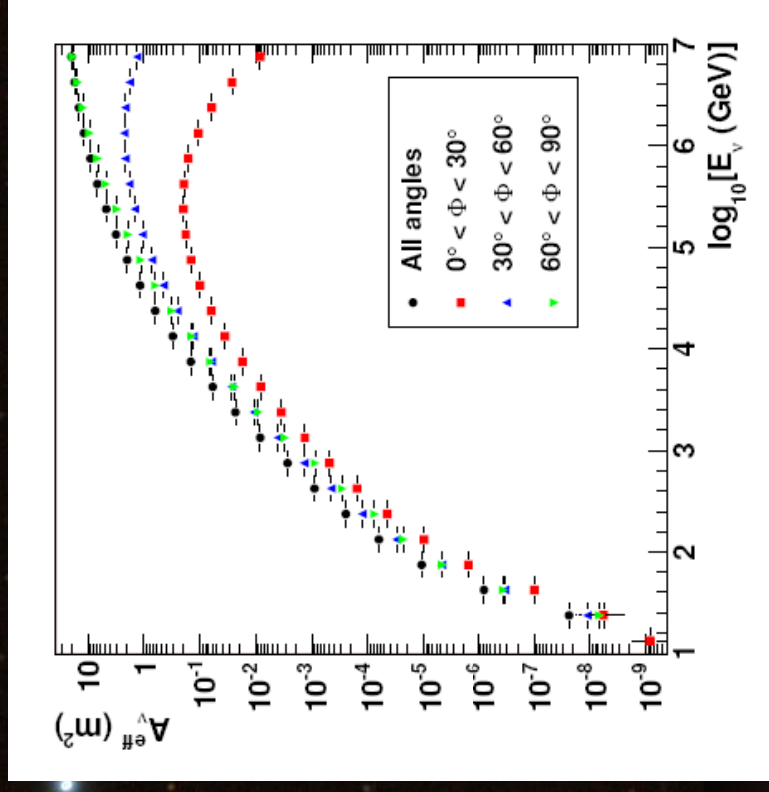 A_ν^eff (m²)
10
1
10⁻¹
10⁻²
10⁻³
10⁻⁴
10⁻⁵
10⁻⁶
10⁻⁷
10⁻⁸
10⁻⁹
All angles
0° < Φ < 30°
30° < Φ < 60°
60° < Φ < 90°
1 2 3 4 5 6 7
log₁₀[E_ν (GeV)]